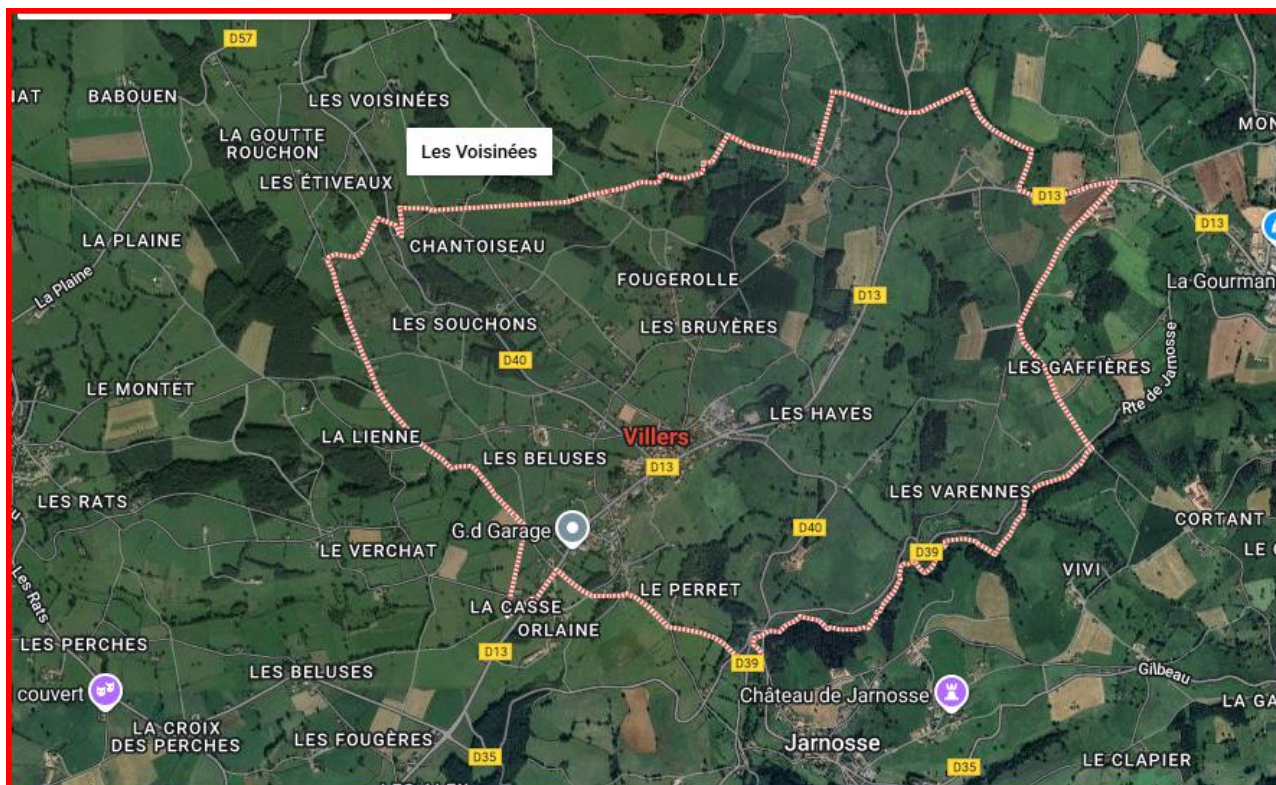 D57
IAT
BABOUEN
LES VOISINÉES
LA GOUTTE
ROUCHON
Les Voisinées
LES ÉTIVEAUX
MON
D13
D13
LA PLAINE
CHANTOISEAU
La Plaine
FOUGEROLLE
La Gourman
D13
LES SOUCHONS
LES BRUYÈRES
D40
LES GAFFIÈRES
Rte de Jarnosse
LE MONTET
LES HAYES
LA LIENNE
Villers
LES BELUSES
D13
LES RATS
LES VARENNES
CORTANT
G.d Garage
D40
LE VERCHAT
D39
LE
VIVI
Les Rats
LE PERRET
LA CASSE
ORLAINE
LES PERCHES
D13
D39
LES BELUSES
Gilbeau
couvert
Château de Jarnosse
LA GA
LA CROIX
DES PERCHES
LES FOUGÈRES
Jarnosse
D35
D35
LE CLAPIER